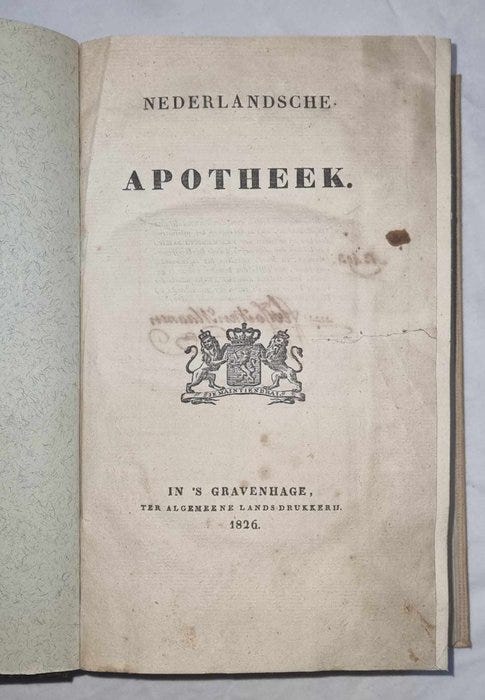 NEDERLANDSCHE
APOTHEEK.
JE MAINTIENDRAI
IN 'S GRAVENHAGE,
TER ALGEMEENE LANDS DRUKKERIJ.
1826.